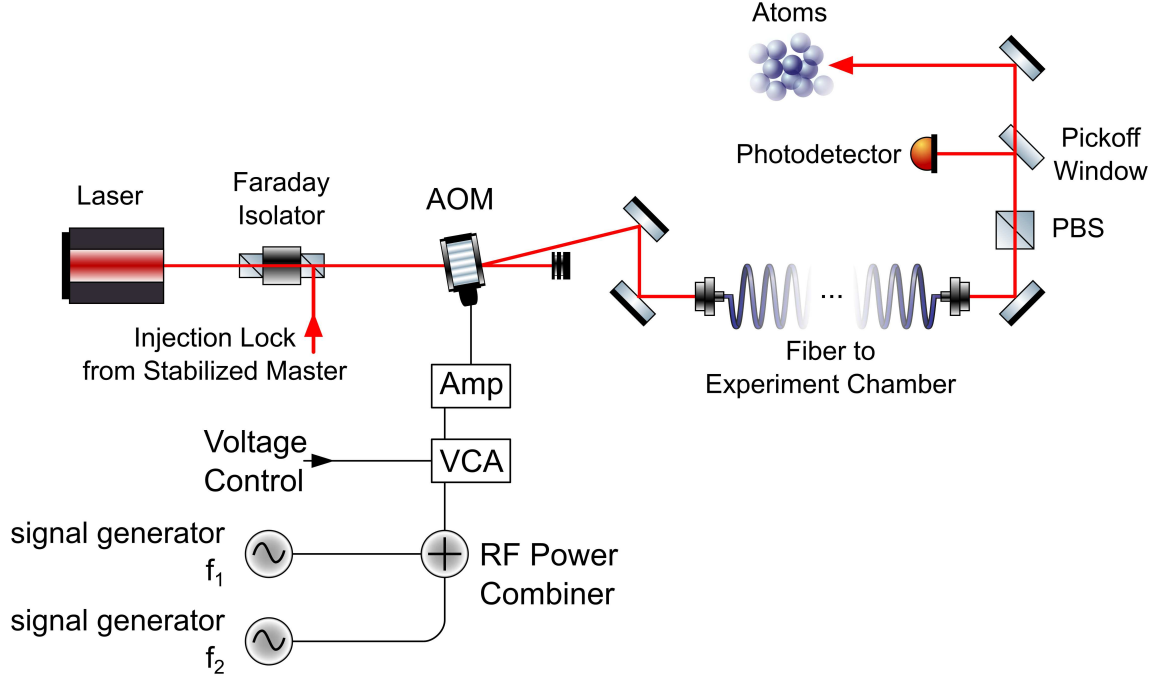 Atoms
Photodetector
Pickoff
Window
PBS
Laser
Faraday
Isolator
AOM
Injection Lock
from Stabilized Master
...
Fiber to
Experiment Chamber
Amp
Voltage
Control
VCA
signal generator
f₁
RF Power
Combiner
signal generator
f₂